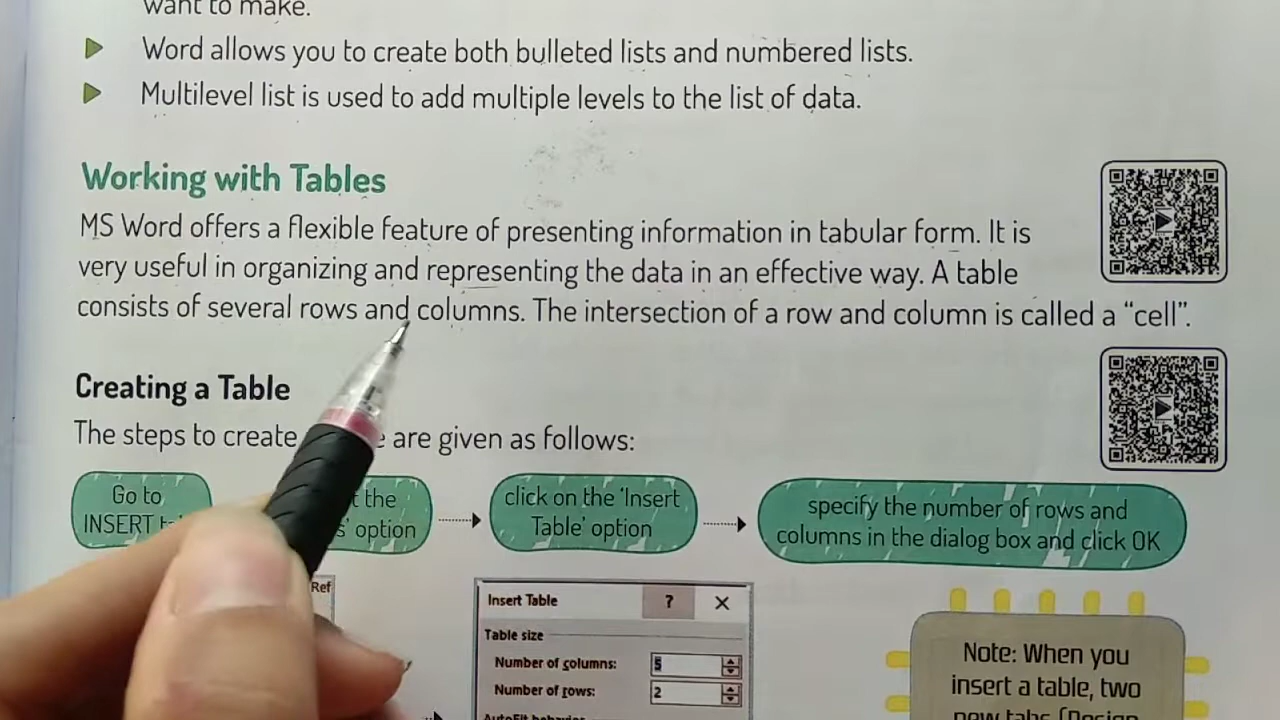 want to make.
Word allows you to create both bulleted lists and numbered lists.
Multilevel list is used to add multiple levels to the list of data.
Working with Tables
MS Word offers a flexible feature of presenting information in tabular form. It is
very useful in organizing and representing the data in an effective way. A table
consists of several rows and columns. The intersection of a row and column is called a “cell”.
Creating a Table
The steps to create are given as follows:
Go to
INSERT
the
option
click on the ‘Insert
Table’ option
specify the number of rows and
columns in the dialog box and click OK
Ref
Insert Table ?
Table size
Number of columns: 5
Number of rows: 2
AutoFit behavior
Note: When you
insert a table, two
new tabs (Design